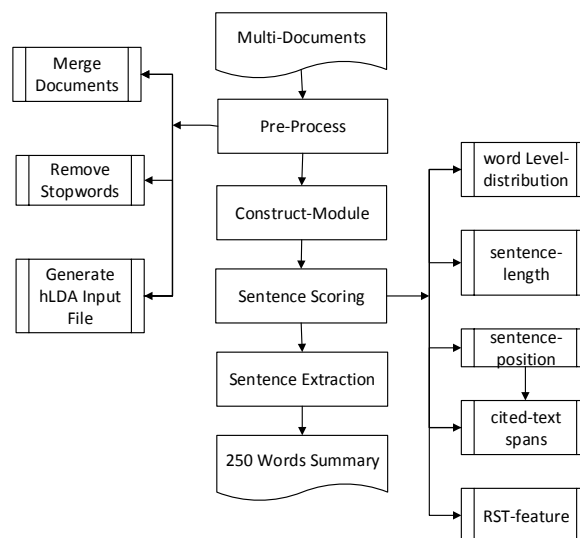 Multi-Documents
Merge
Documents
Pre-Process
Remove
Stopwords
Construct-Module
Generate
hLDA Input
File
Sentence Scoring
Sentence Extraction
250 Words Summary
word Level-
distribution
sentence-
length
sentence-
position
cited-text
spans
RST-feature